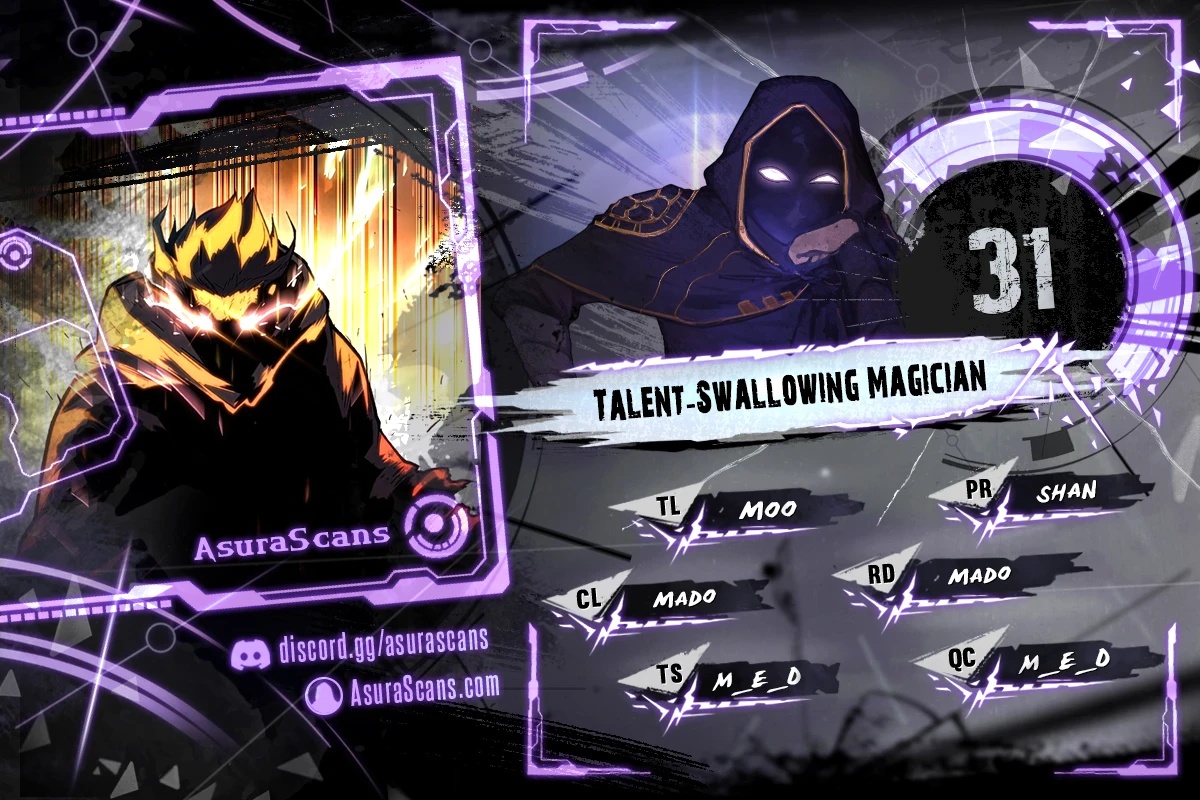 31
TALENT-SWALLOWING MAGICIAN
TL MOO
PR SHAN
CL MADO
RD MADO
TS M_E_D
QC M_E_D
AsuraScans
discord.gg/asurascans
AsuraScans.com